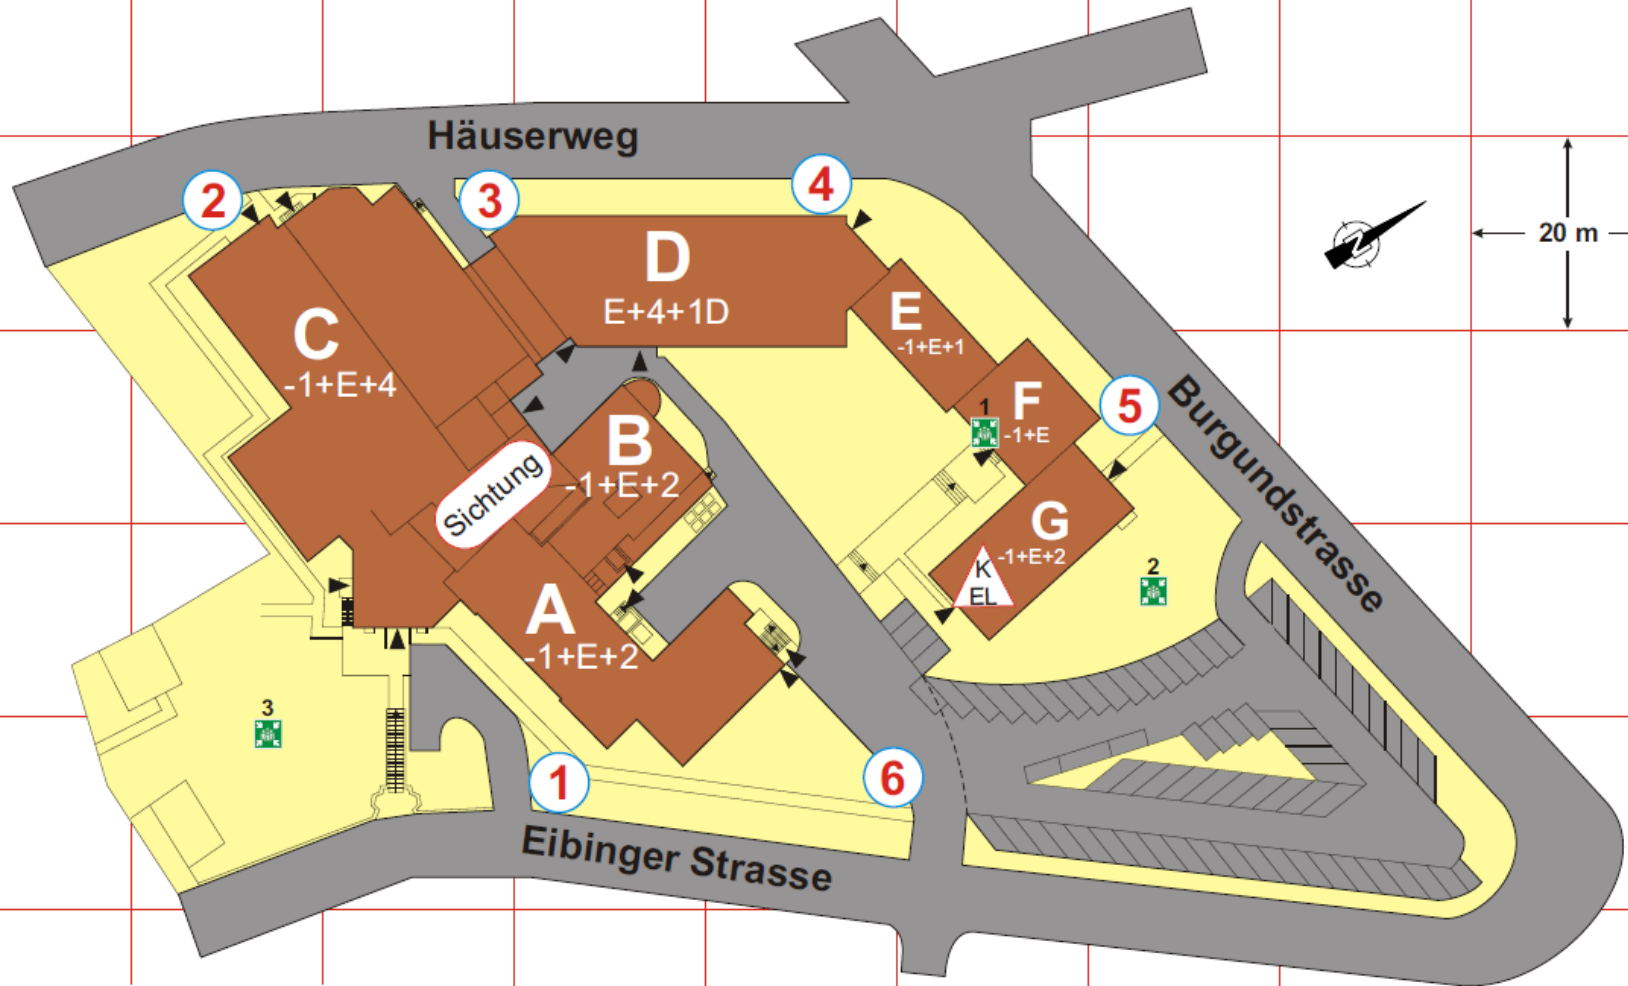 Häuserweg
2
3
4
D
E+4+1D
20 m
N
E
-1+E+1
C
-1+E+4
1
F
-1+E
5
Burgundstrasse
B
-1+E+2
Sichtung
G
-1+E+2
K
EL
2
A
-1+E+2
3
1
6
Eibinger Strasse